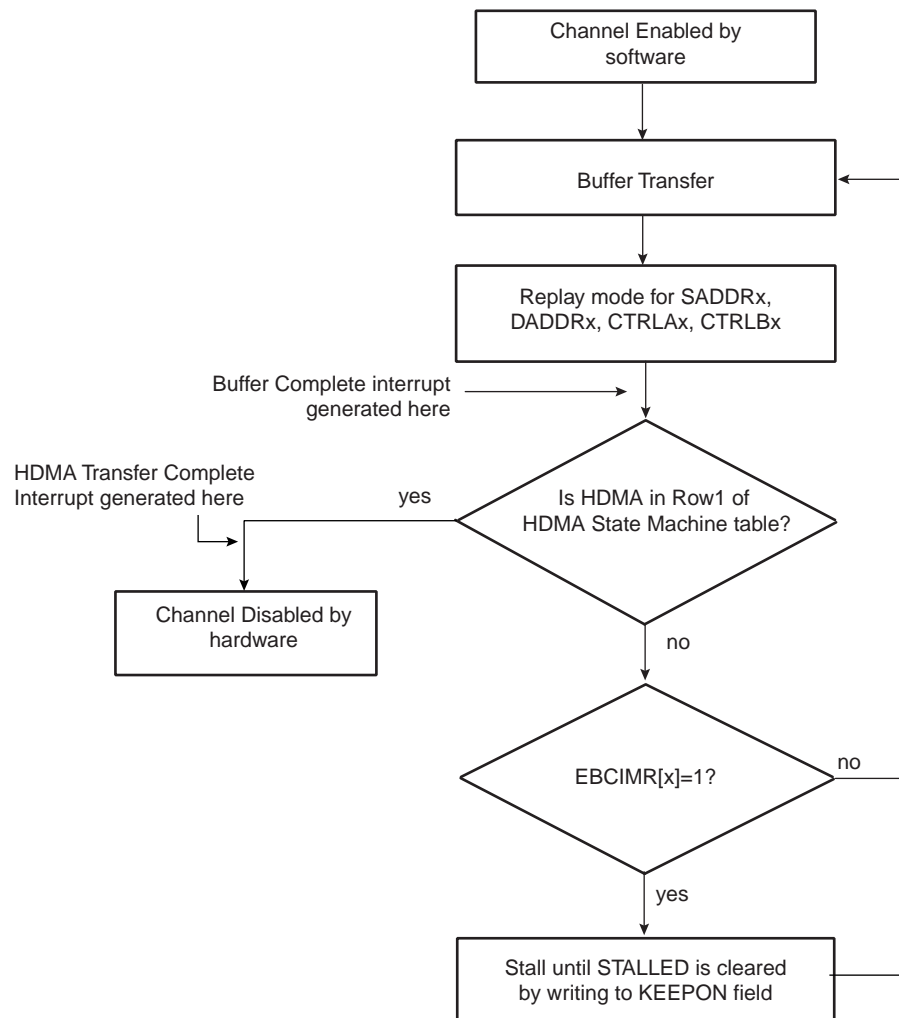 Channel Enabled by
software
Buffer Transfer
Replay mode for SADDRx,
DADDRx, CTRLAx, CTRLBx
Buffer Complete interrupt
generated here
HDMA Transfer Complete
Interrupt generated here
yes
Is HDMA in Row1 of
HDMA State Machine table?
Channel Disabled by
hardware
no
EBCIMR[x]=1?
no
yes
Stall until STALLED is cleared
by writing to KEEPON field